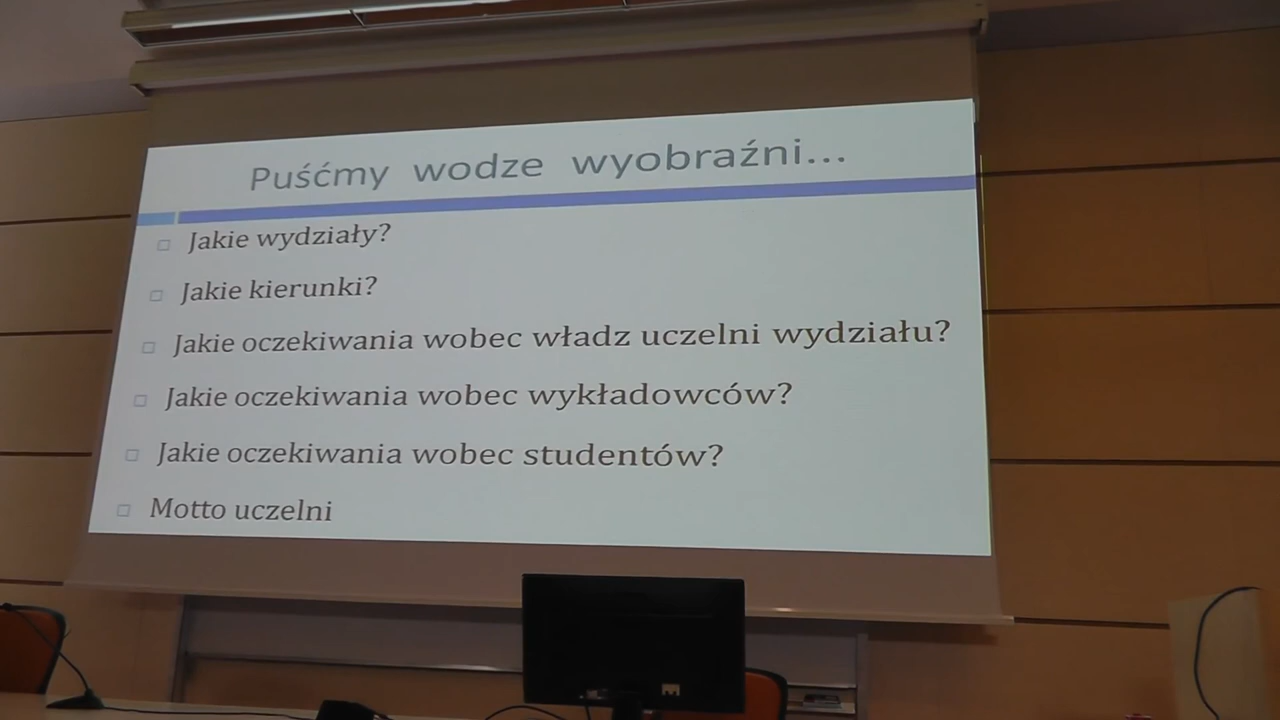 Puśćmy wodze wyobraźni...
Jakie wydziały?
Jakie kierunki?
Jakie oczekiwania wobec władz uczelni wydziału?
Jakie oczekiwania wobec wykładowców?
Jakie oczekiwania wobec studentów?
Motto uczelni